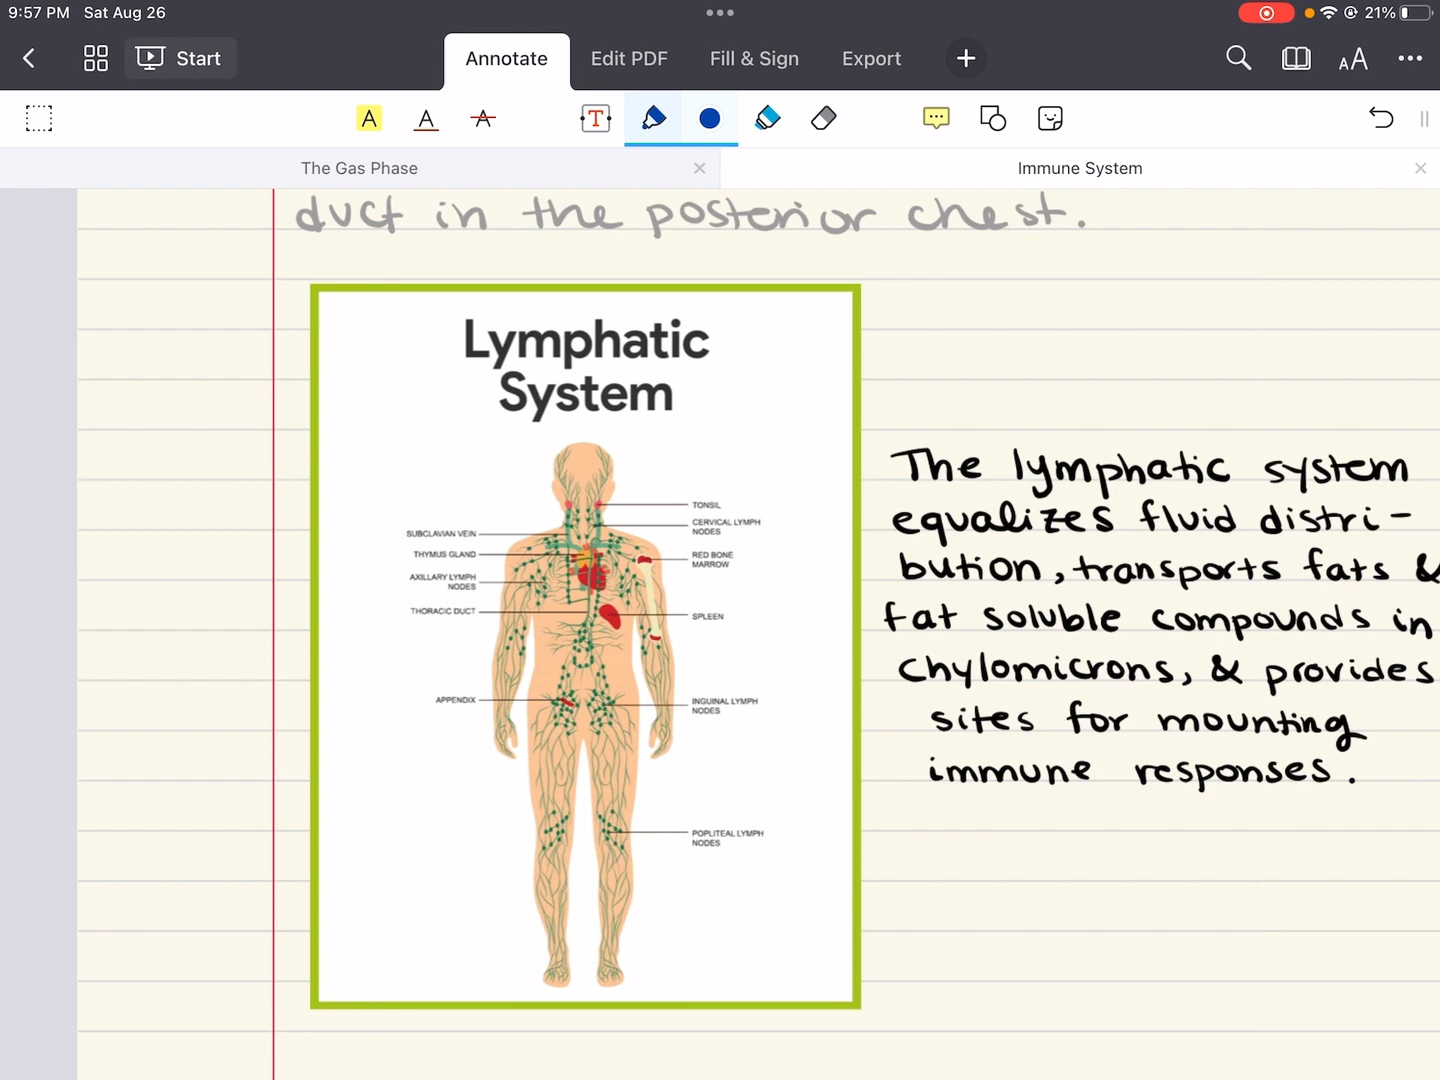 9:57 PM Sat Aug 26
21%
Start
Annotate
Edit PDF
Fill & Sign
Export
The Gas Phase
Immune System
duct in the posterior chest.
Lymphatic
System
TONSIL
CERVICAL LYMPH
NODES
SUBCLAVIAN VEIN
THYMUS GLAND
RED BONE
MARROW
AXILLARY LYMPH
NODES
THORACIC DUCT
SPLEEN
APPENDIX
INGUINAL LYMPH
NODES
POPLITEAL LYMPH
NODES
The lymphatic system
equalizes fluid distri-
bution, transports fats &
fat soluble compounds in
chylomicrons, & provides
sites for mounting
immune responses.